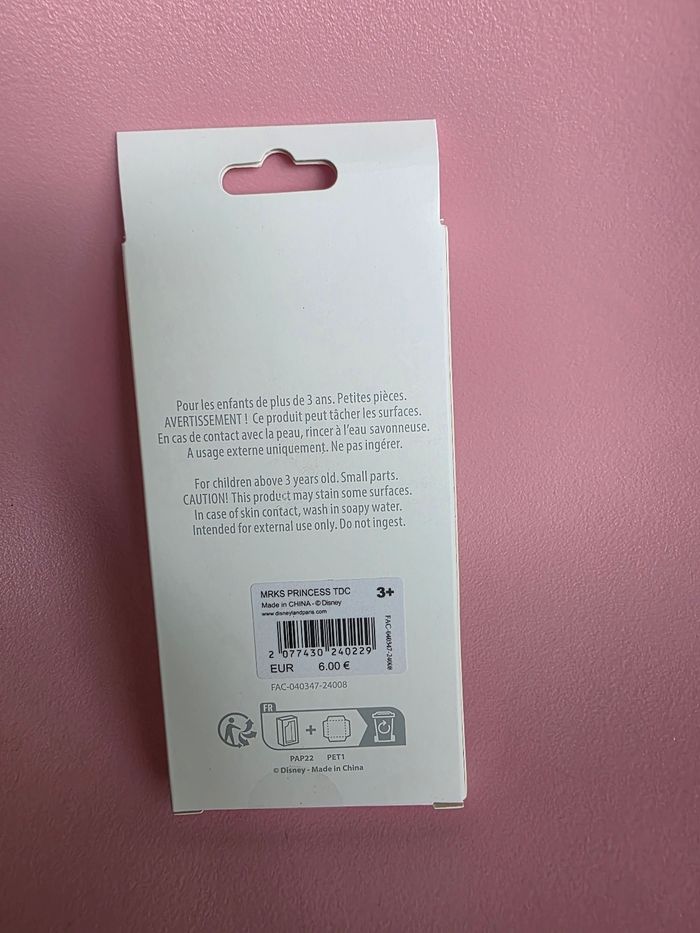 Pour les enfants de plus de 3 ans. Petites pièces.
AVERTISSEMENT ! Ce produit peut tâcher les surfaces.
En cas de contact avec la peau, rincer à l'eau savonneuse.
A usage externe uniquement. Ne pas ingérer.
For children above 3 years old. Small parts.
CAUTION! This product may stain some surfaces.
In case of skin contact, wash in soapy water.
Intended for external use only. Do not ingest.
MRKS PRINCESS TDC 3+
Made in CHINA - © Disney
www.disneylandparis.com
2 077430 240229
EUR 6.00 €
FAC-040347-24008
FAC-040347-24008
FR
PAP22 PET1
© Disney - Made in China